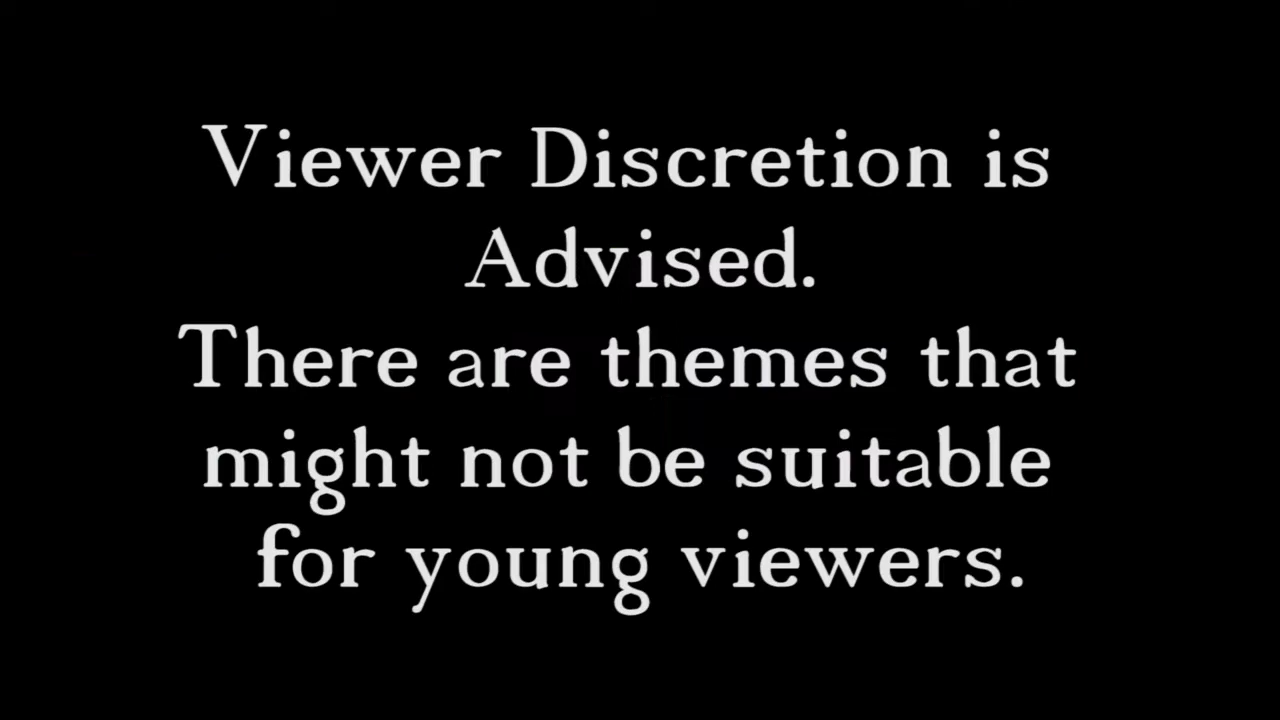 Viewer Discretion is
Advised.
There are themes that
might not be suitable
for young viewers.